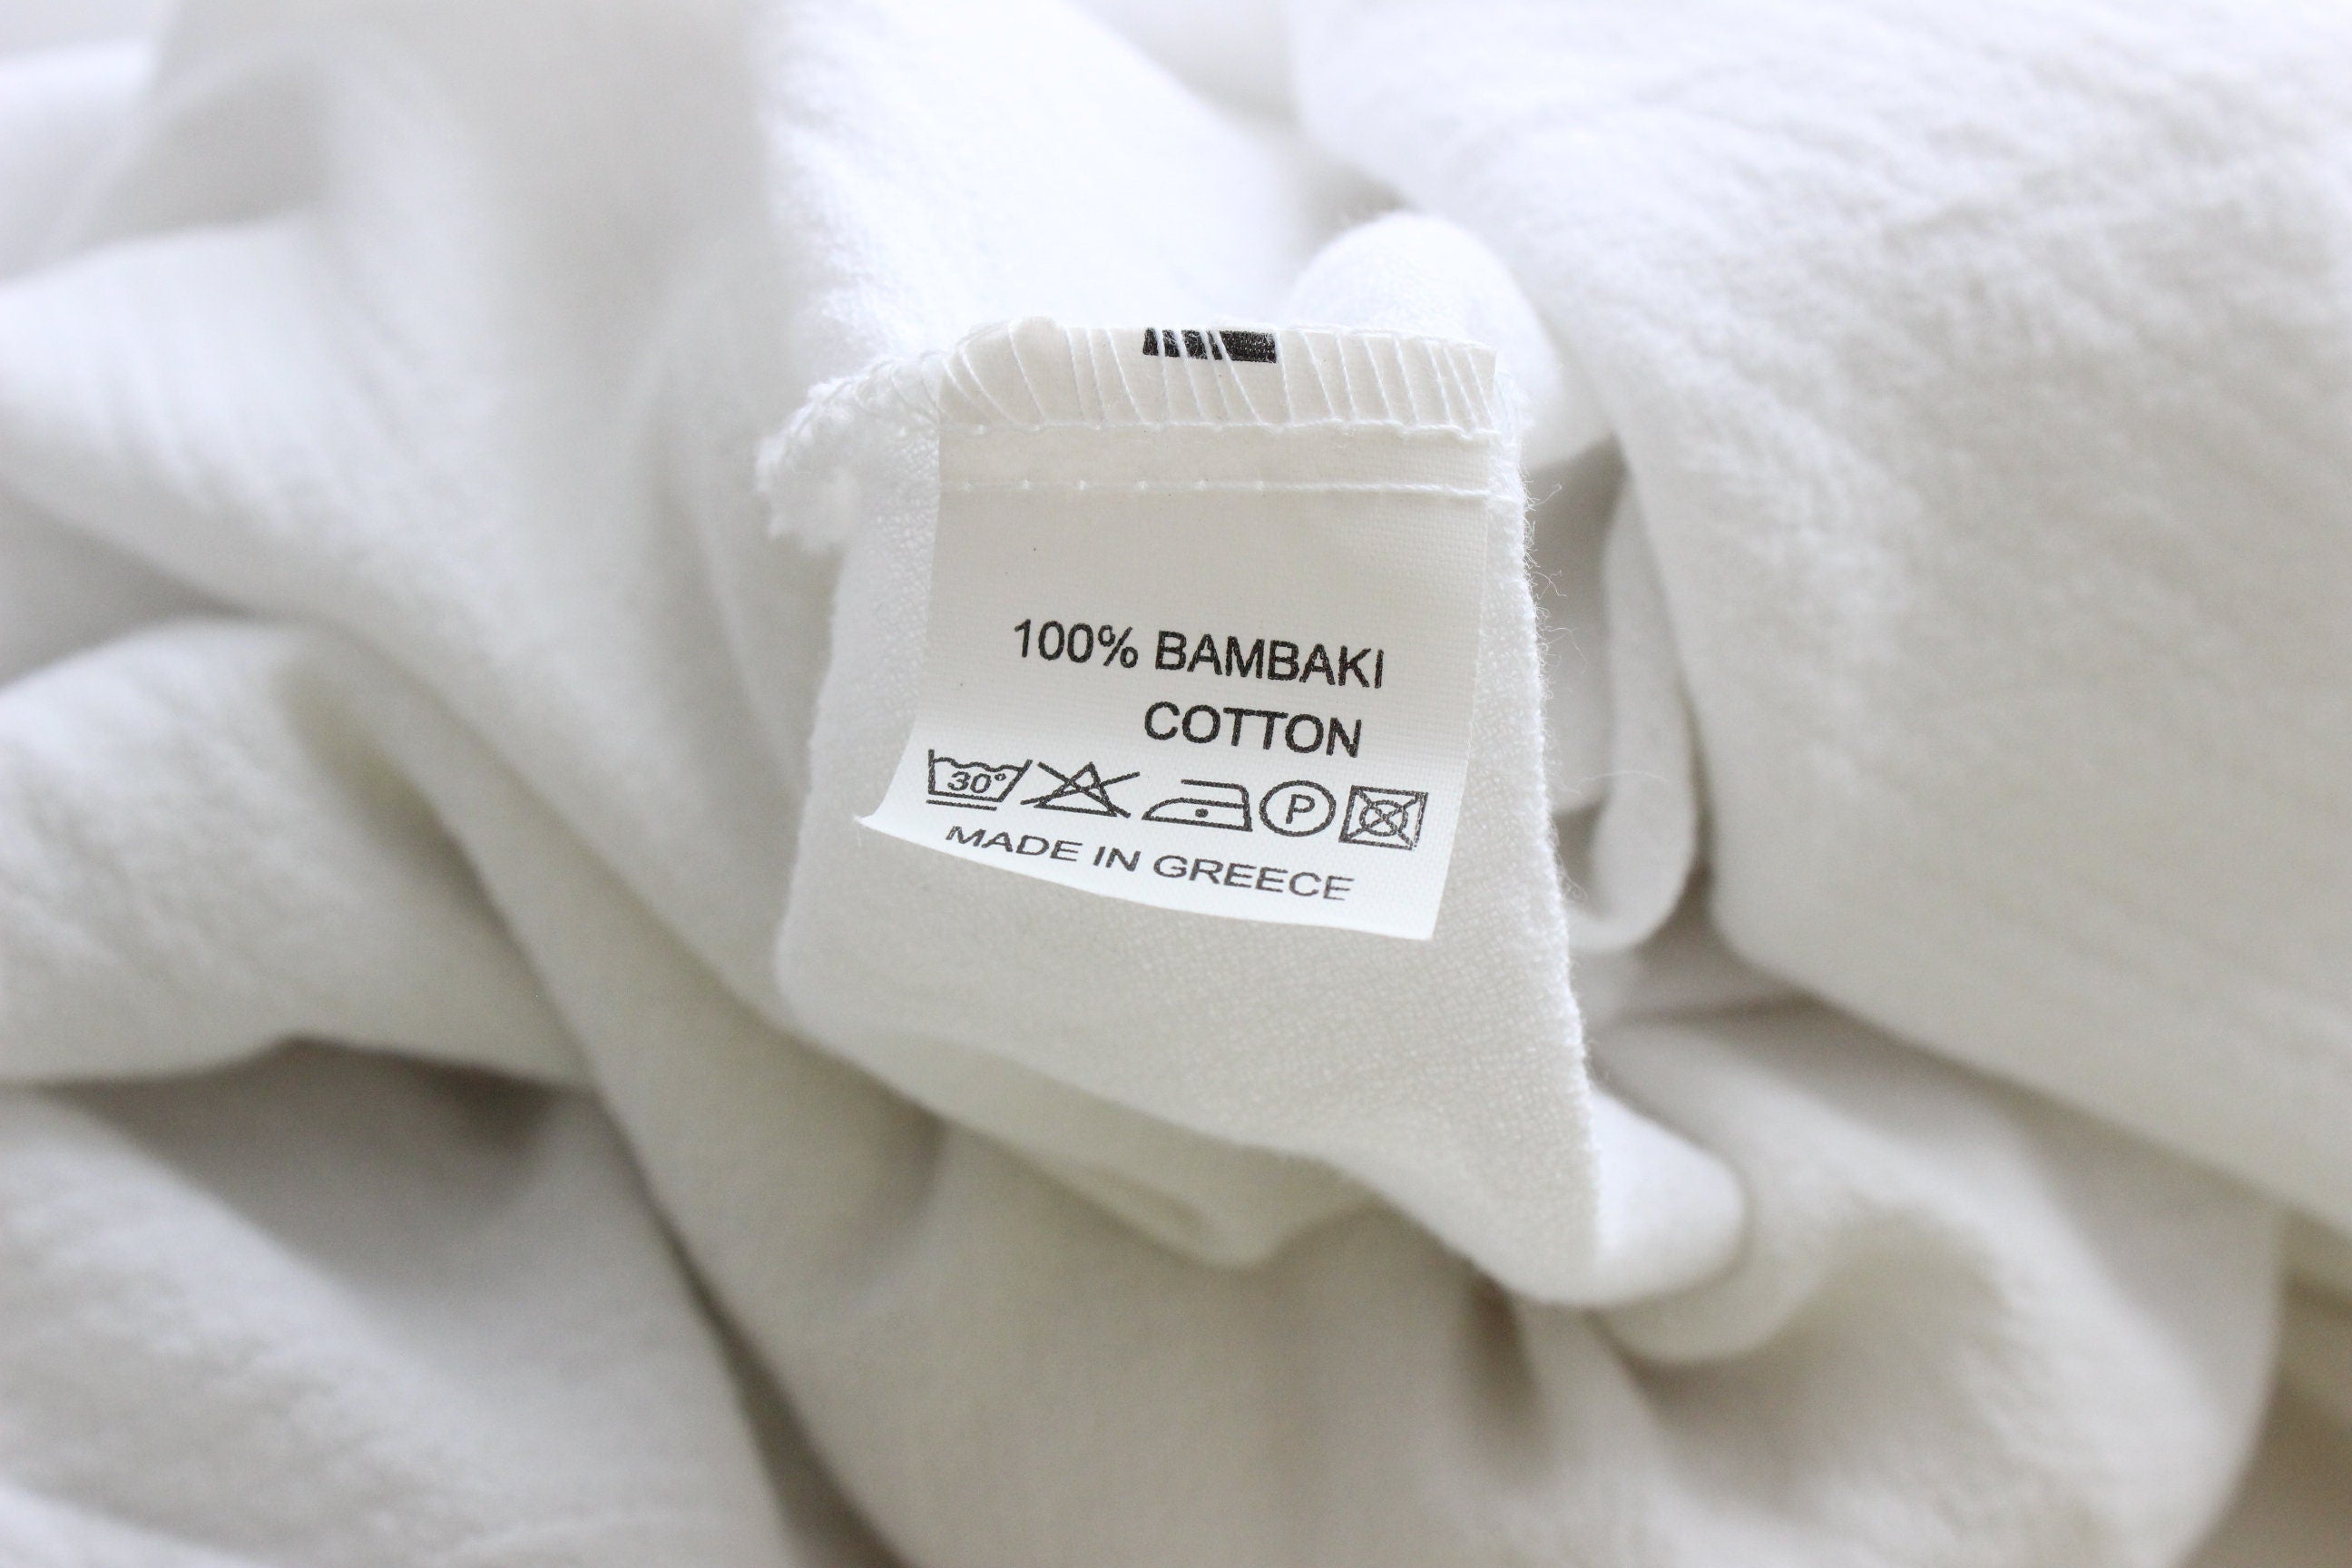 100% BAMBAKI
COTTON
30°
P
MADE IN GREECE